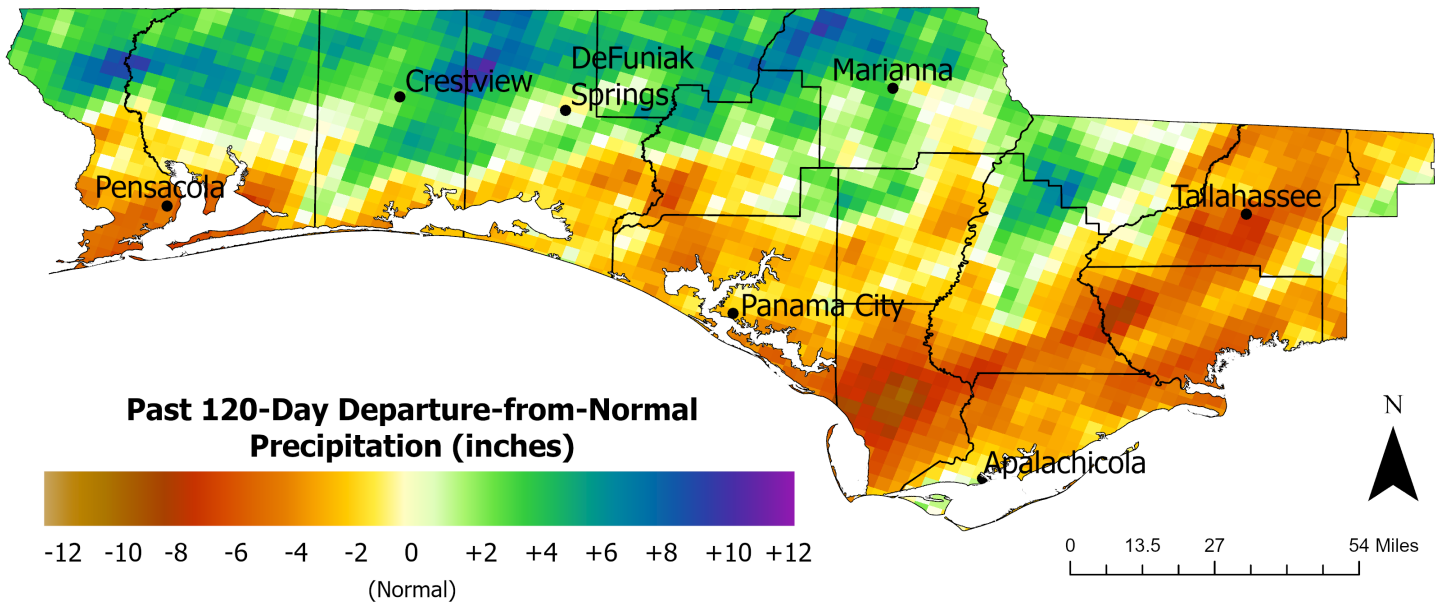 DeFuniak
Springs
Crestview
Marianna
Pensacola
Tallahassee
Panama City
Apalachicola
Past 120-Day Departure-from-Normal
Precipitation (inches)
-12 -10 -8 -6 -4 -2 0 +2 +4 +6 +8 +10 +12
(Normal)
N
0 13.5 27 54 Miles